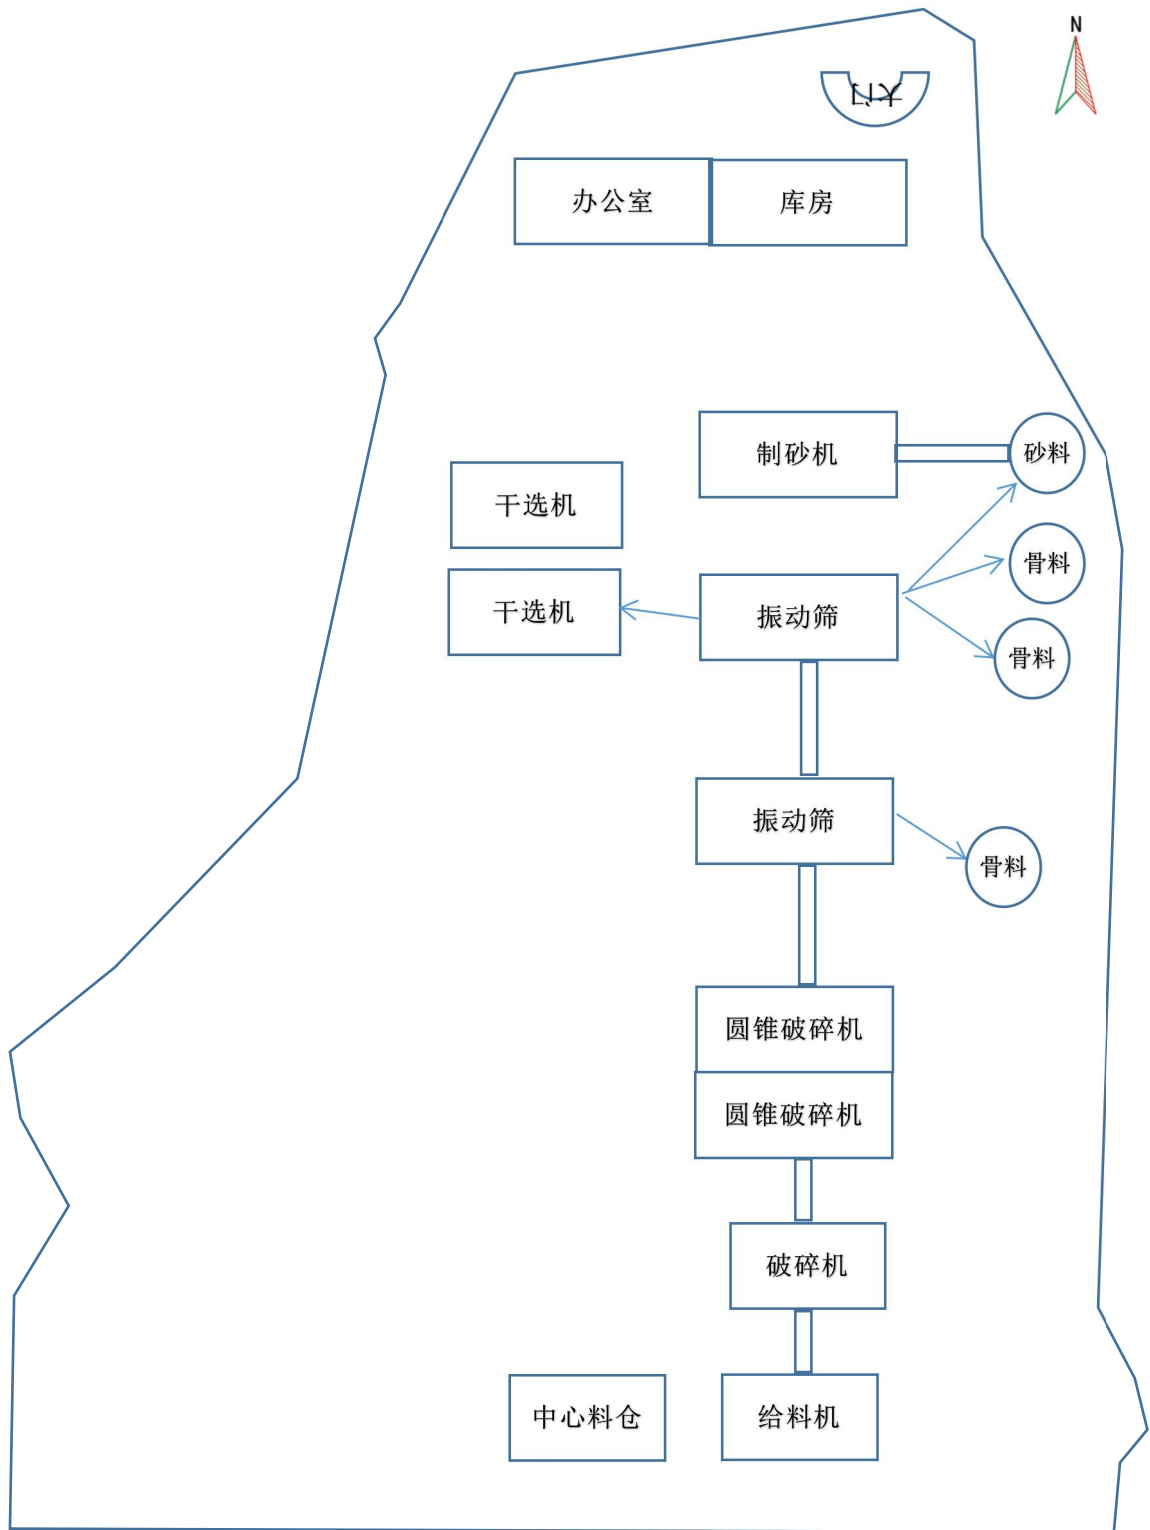 N
大门
办公室
库房
制砂机
砂料
干选机
骨料
干选机
振动筛
骨料
振动筛
骨料
圆锥破碎机
圆锥破碎机
破碎机
中心料仓
给料机